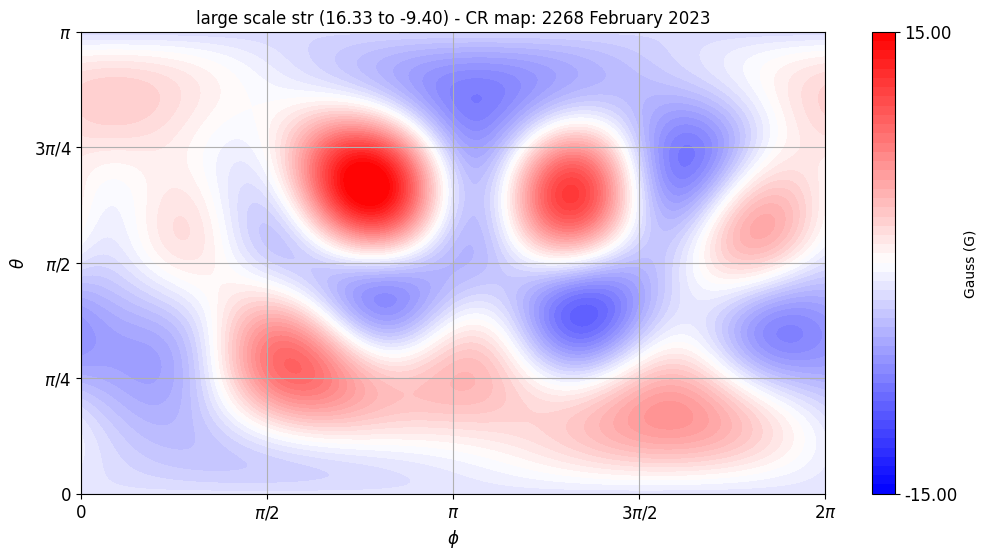 large scale str (16.33 to -9.40) - CR map: 2268 February 2023
π
3π/4
π/2
π/4
0
θ
0
π/2
π
3π/2
2π
ϕ
15.00
-15.00
Gauss (G)